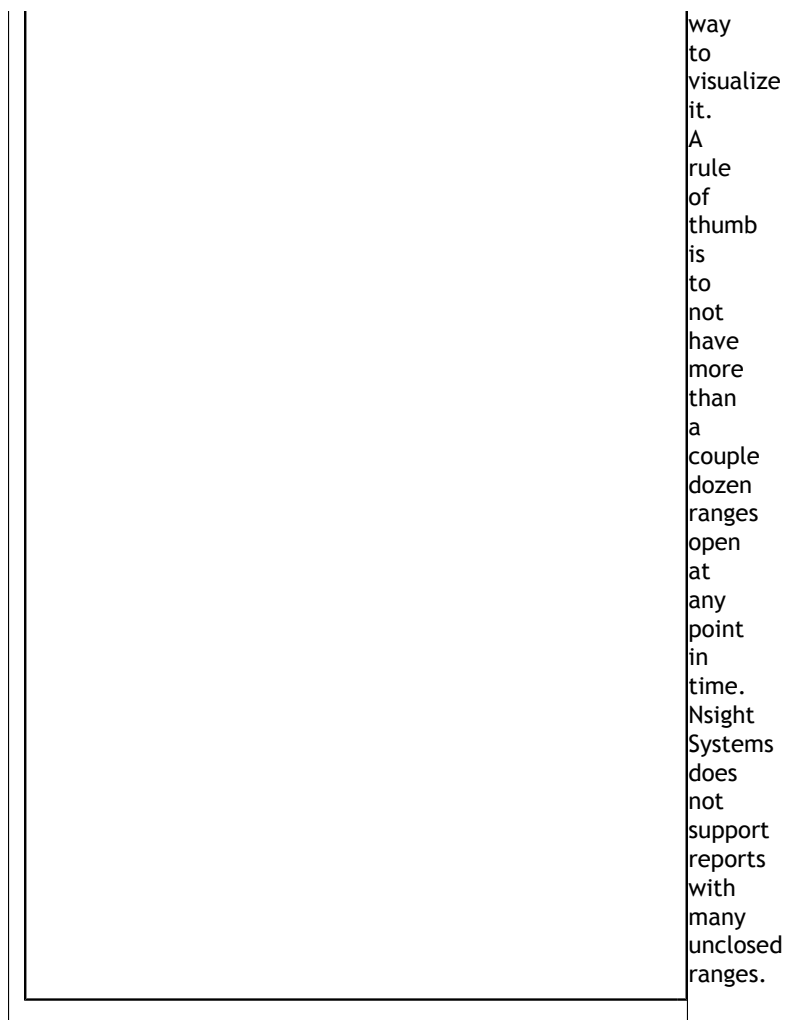 way
to
visualize
it.
A
rule
of
thumb
is
to
not
have
more
than
a
couple
dozen
ranges
open
at
any
point
in
time.
Nsight
Systems
does
not
support
reports
with
many
unclosed
ranges.